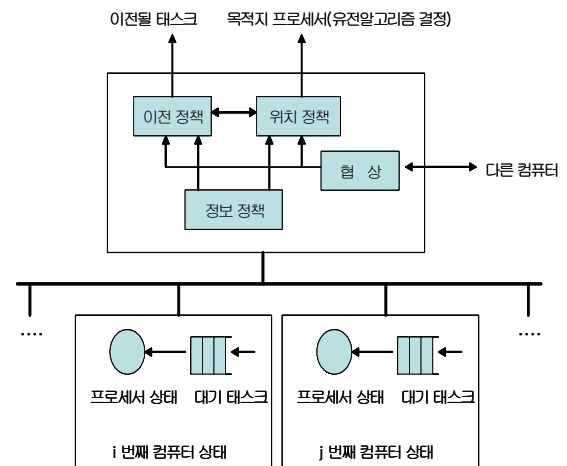 이전될 태스크 목적지 프로세서(유전알고리즘 결정)
이전 정책 위치 정책
협 상 다른 컴퓨터
정보 정책
.... ....
프로세서 상태 대기 태스크 프로세서 상태 대기 태스크
i 번째 컴퓨터 상태 j 번째 컴퓨터 상태